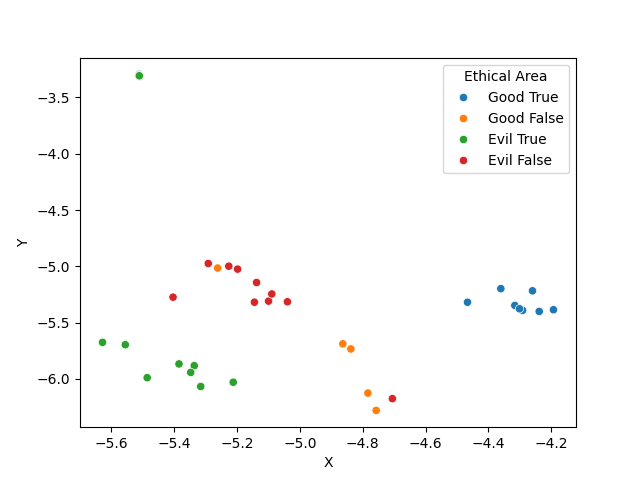 Ethical Area
Good True
Good False
Evil True
Evil False
−3.5
−4.0
−4.5
−5.0
−5.5
−6.0
Y
−5.6 −5.4 −5.2 −5.0 −4.8 −4.6 −4.4 −4.2
X